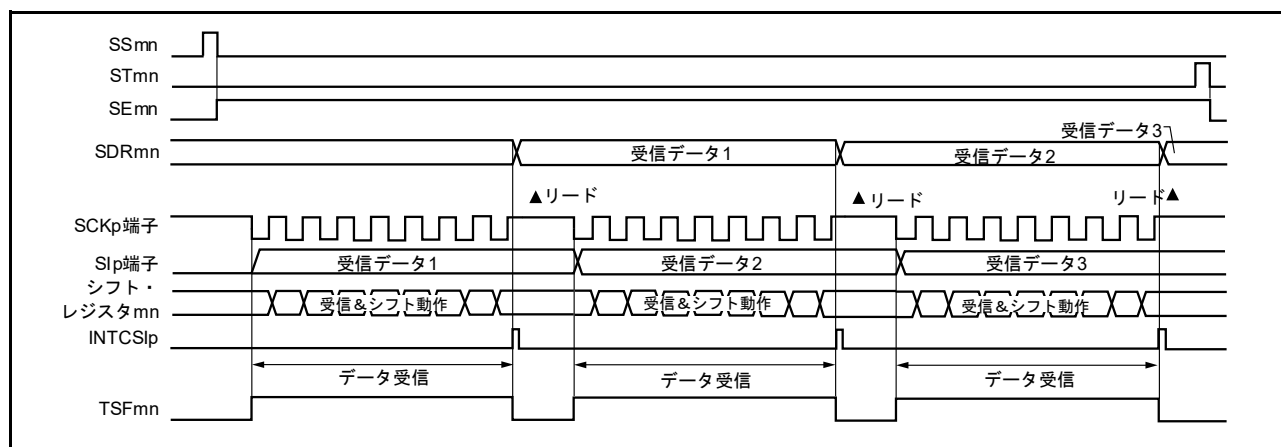 SSmn
STmn
SEmn
受信データ3
SDRmn
受信データ1
受信データ2
▲リード
▲リード
リード▲
SCKp端子
SIp端子
受信データ1
受信データ2
受信データ3
シフト・
レジスタmn
受信&シフト動作
受信&シフト動作
受信&シフト動作
INTCSIp
データ受信
データ受信
データ受信
TSFmn